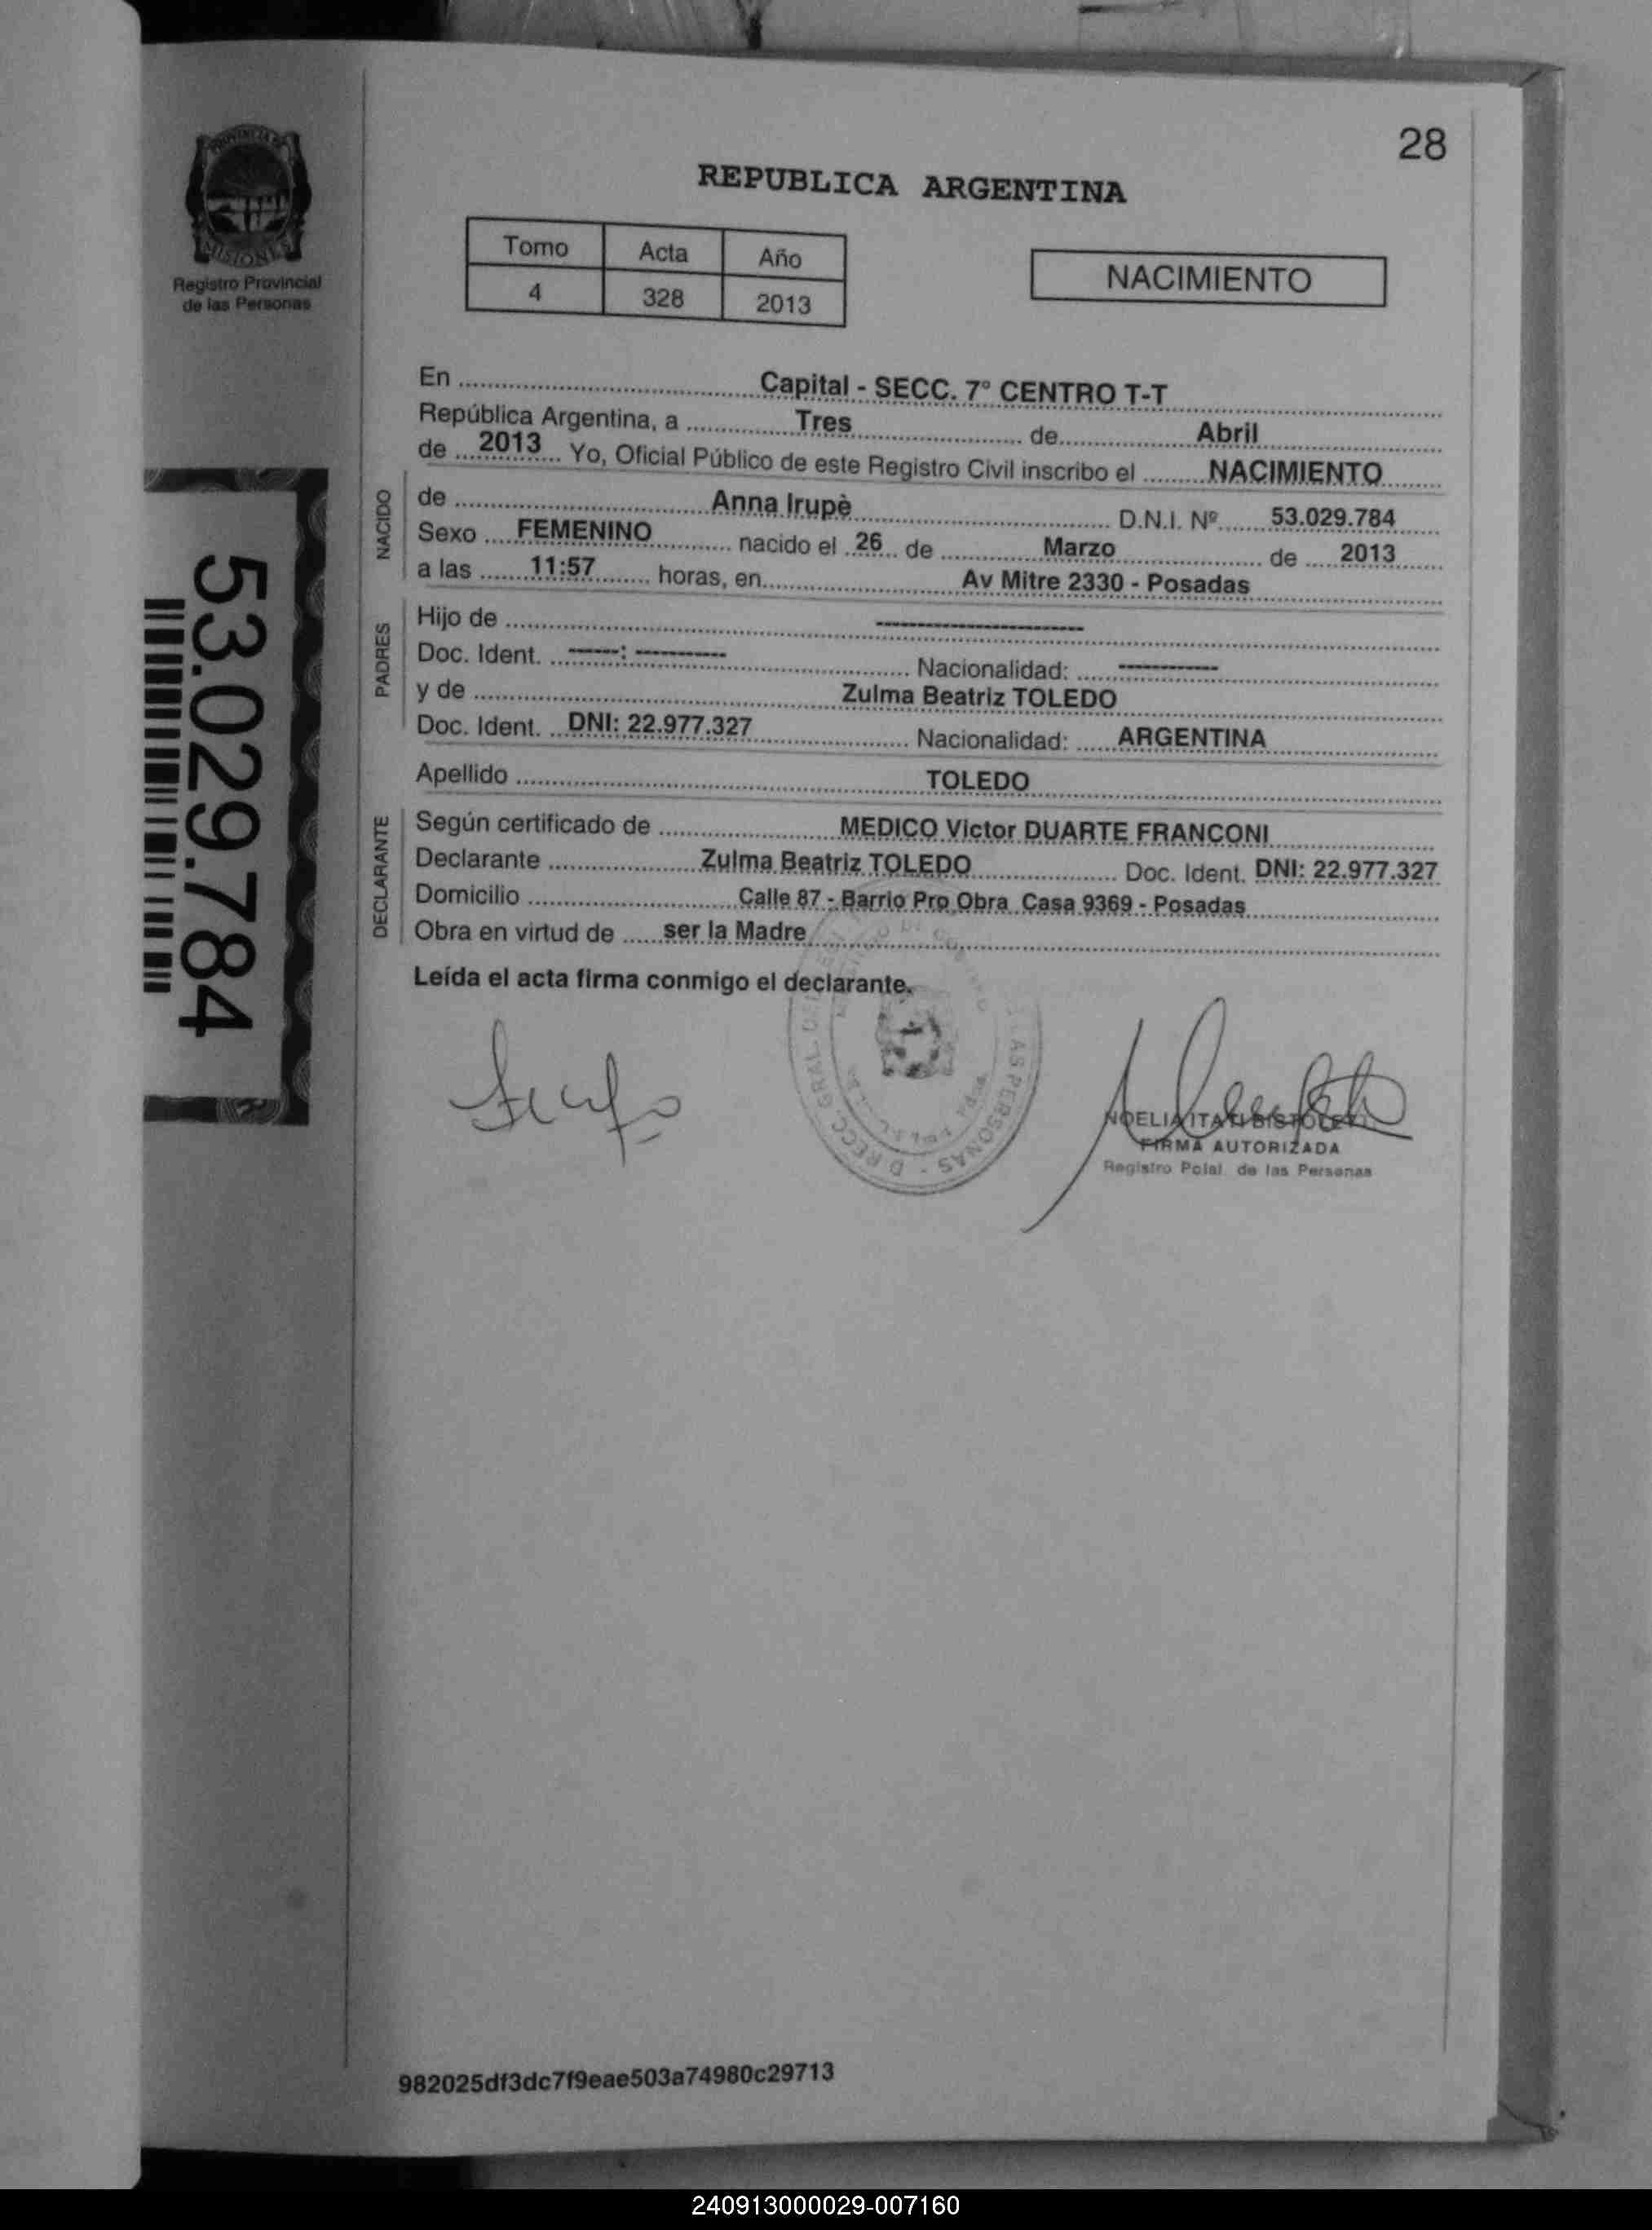 28
PROVINCIA DE
MISIONES
Registro Provincial
de las Personas
REPUBLICA ARGENTINA
Tomo Acta Año
4 328 2013
NACIMIENTO
En Capital - SECC. 7° CENTRO T-T
República Argentina, a Tres de Abril
de 2013 Yo, Oficial Público de este Registro Civil inscribo el NACIMIENTO
NACIDO
de Anna Irupè D.N.I. Nº 53.029.784
Sexo FEMENINO nacido el 26 de Marzo de 2013
a las 11:57 horas, en Av Mitre 2330 - Posadas
PADRES
Hijo de --------------------
Doc. Ident. -----: --------- Nacionalidad: ----------
y de Zulma Beatriz TOLEDO
Doc. Ident. DNI: 22.977.327 Nacionalidad: ARGENTINA
Apellido TOLEDO
DECLARANTE
Según certificado de MEDICO Victor DUARTE FRANCONI
Declarante Zulma Beatriz TOLEDO Doc. Ident. DNI: 22.977.327
Domicilio Calle 87 - Barrio Pro Obra Casa 9369 - Posadas
Obra en virtud de ser la Madre
Leída el acta firma conmigo el declarante.
53.029.784
NOELIA ITATI
FIRMA AUTORIZADA
Registro Pcial. de las Personas
982025df3dc7f9eae503a74980c29713
240913000029-007160